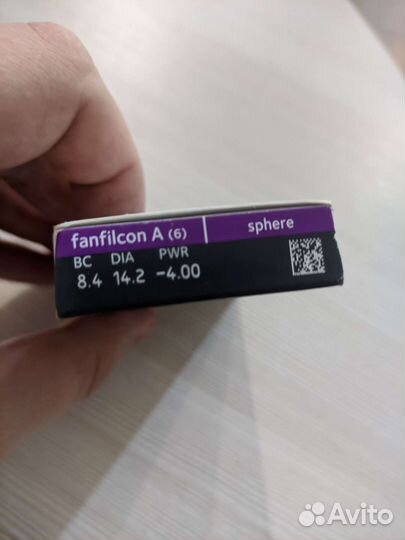 fanfilcon A (6) sphere
BC DIA PWR
8.4 14.2 -4.00
Avito